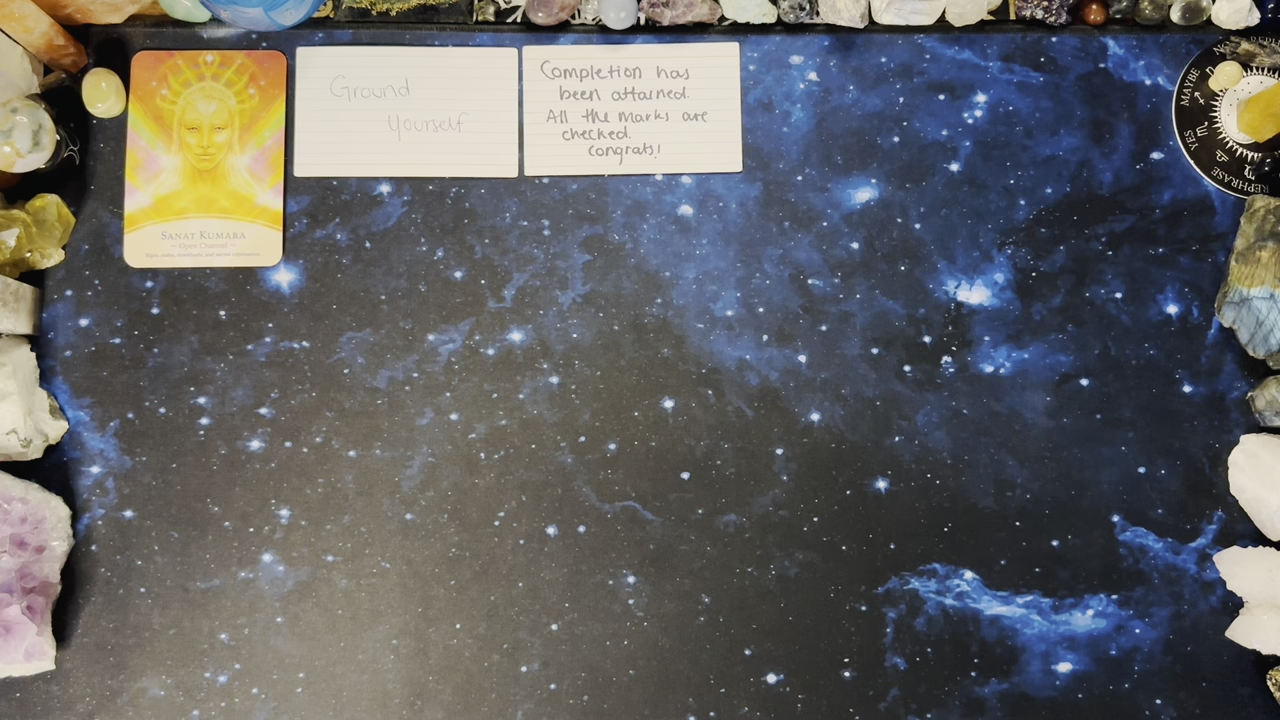 SANAT KUMARA
~ Open Channel ~
Ground
Yourself
Completion has
been attained.
All the marks are
checked.
congrats!
MAYBE
YES
REPHRASE